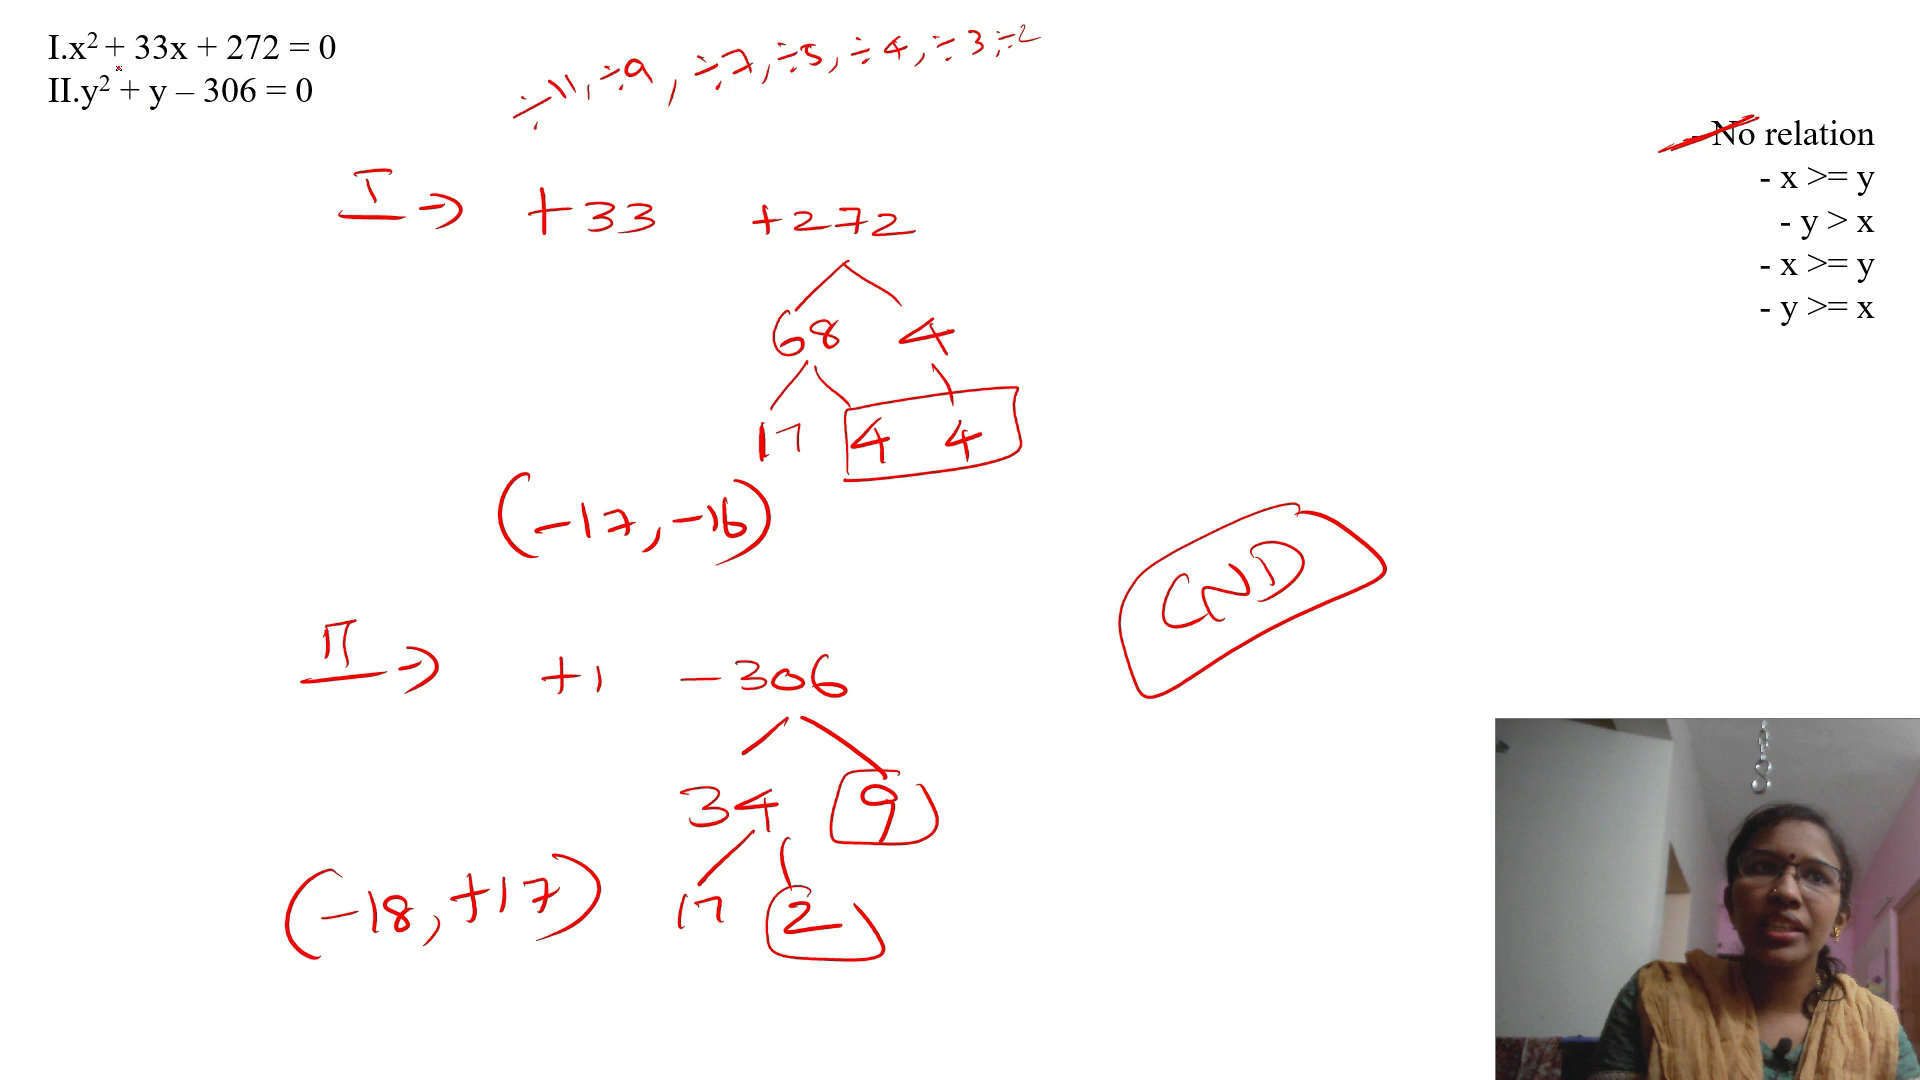 I.x² + 33x + 272 = 0
II.y² + y – 306 = 0
÷11, ÷9, ÷7, ÷5, ÷4, ÷3, ÷2
- No relation
- x >= y
- y > x
- x >= y
- y >= x
I → +33 +272
68 4
17 4 4
(-17, -16)
CND
II → +1 -306
34 9
(-18, +17) 17 2